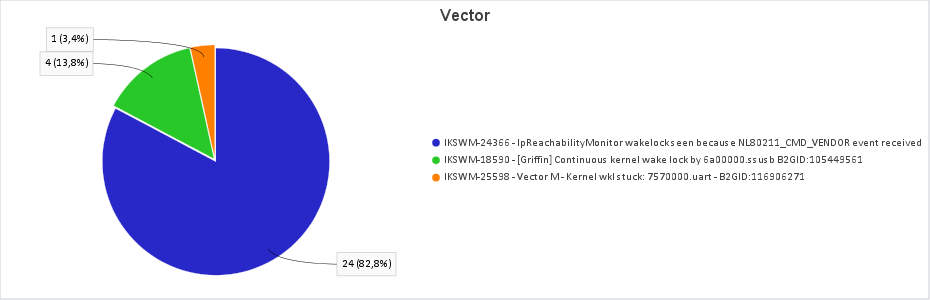 Vector
1 (3,4%)
4 (13,8%)
24 (82,8%)
IKSWM-24366 - IpReachabilityMonitor wakelock seen because NL80211_CMD_VENDOR event received
IKSWM-18590 - [Griffin] Continuous kernel wake lock by 6a00000.ssusb B2GID:105449561
IKSWM-25598 - Vector M - Kernel wkl stuck: 7570000.uart - B2GID:116906271